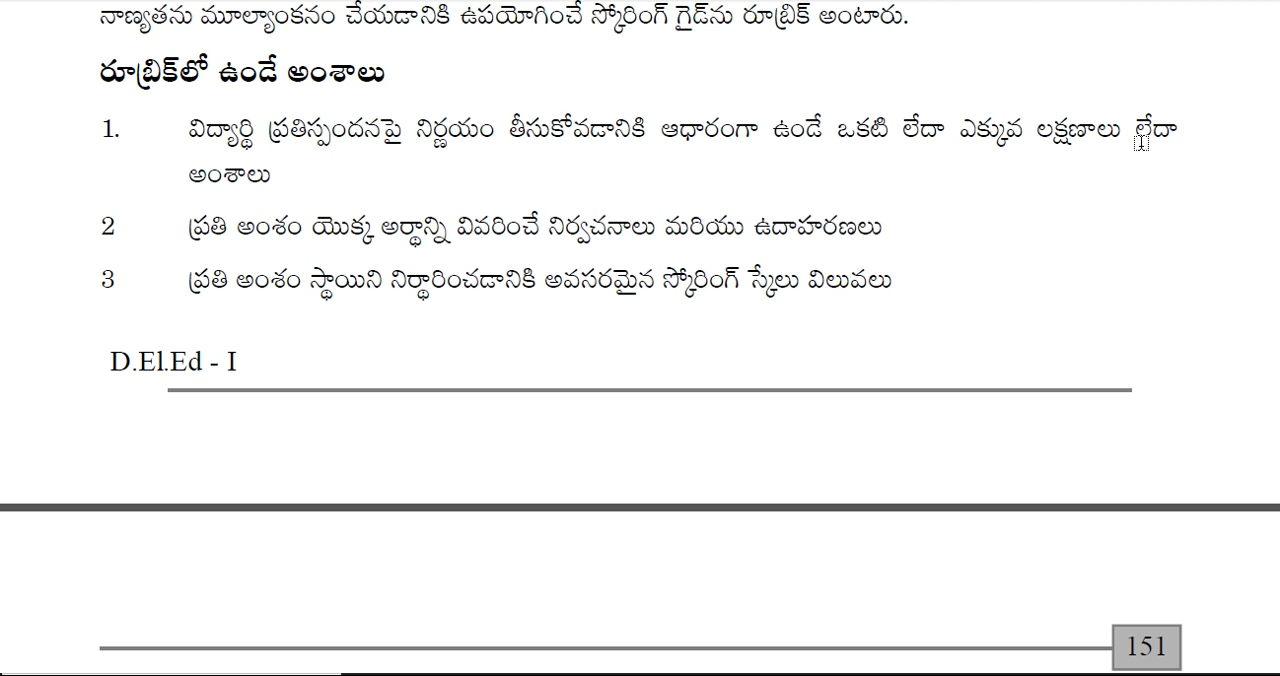 నాణ్యతను మూల్యాంకనం చేయడానికి ఉపయోగించే స్కోరింగ్ గైడ్‌ను రూబ్రిక్ అంటారు.
రూబ్రిక్‌లో ఉండే అంశాలు
1. విద్యార్థి ప్రతిస్పందనపై నిర్ణయం తీసుకోవడానికి ఆధారంగా ఉండే ఒకటి లేదా ఎక్కువ లక్షణాలు లేదా
అంశాలు
2 ప్రతి అంశం యొక్క అర్థాన్ని వివరించే నిర్వచనాలు మరియు ఉదాహరణలు
3 ప్రతి అంశం స్థాయిని నిర్ధారించడానికి అవసరమైన స్కోరింగ్ స్కేలు విలువలు
D.El.Ed - I
151